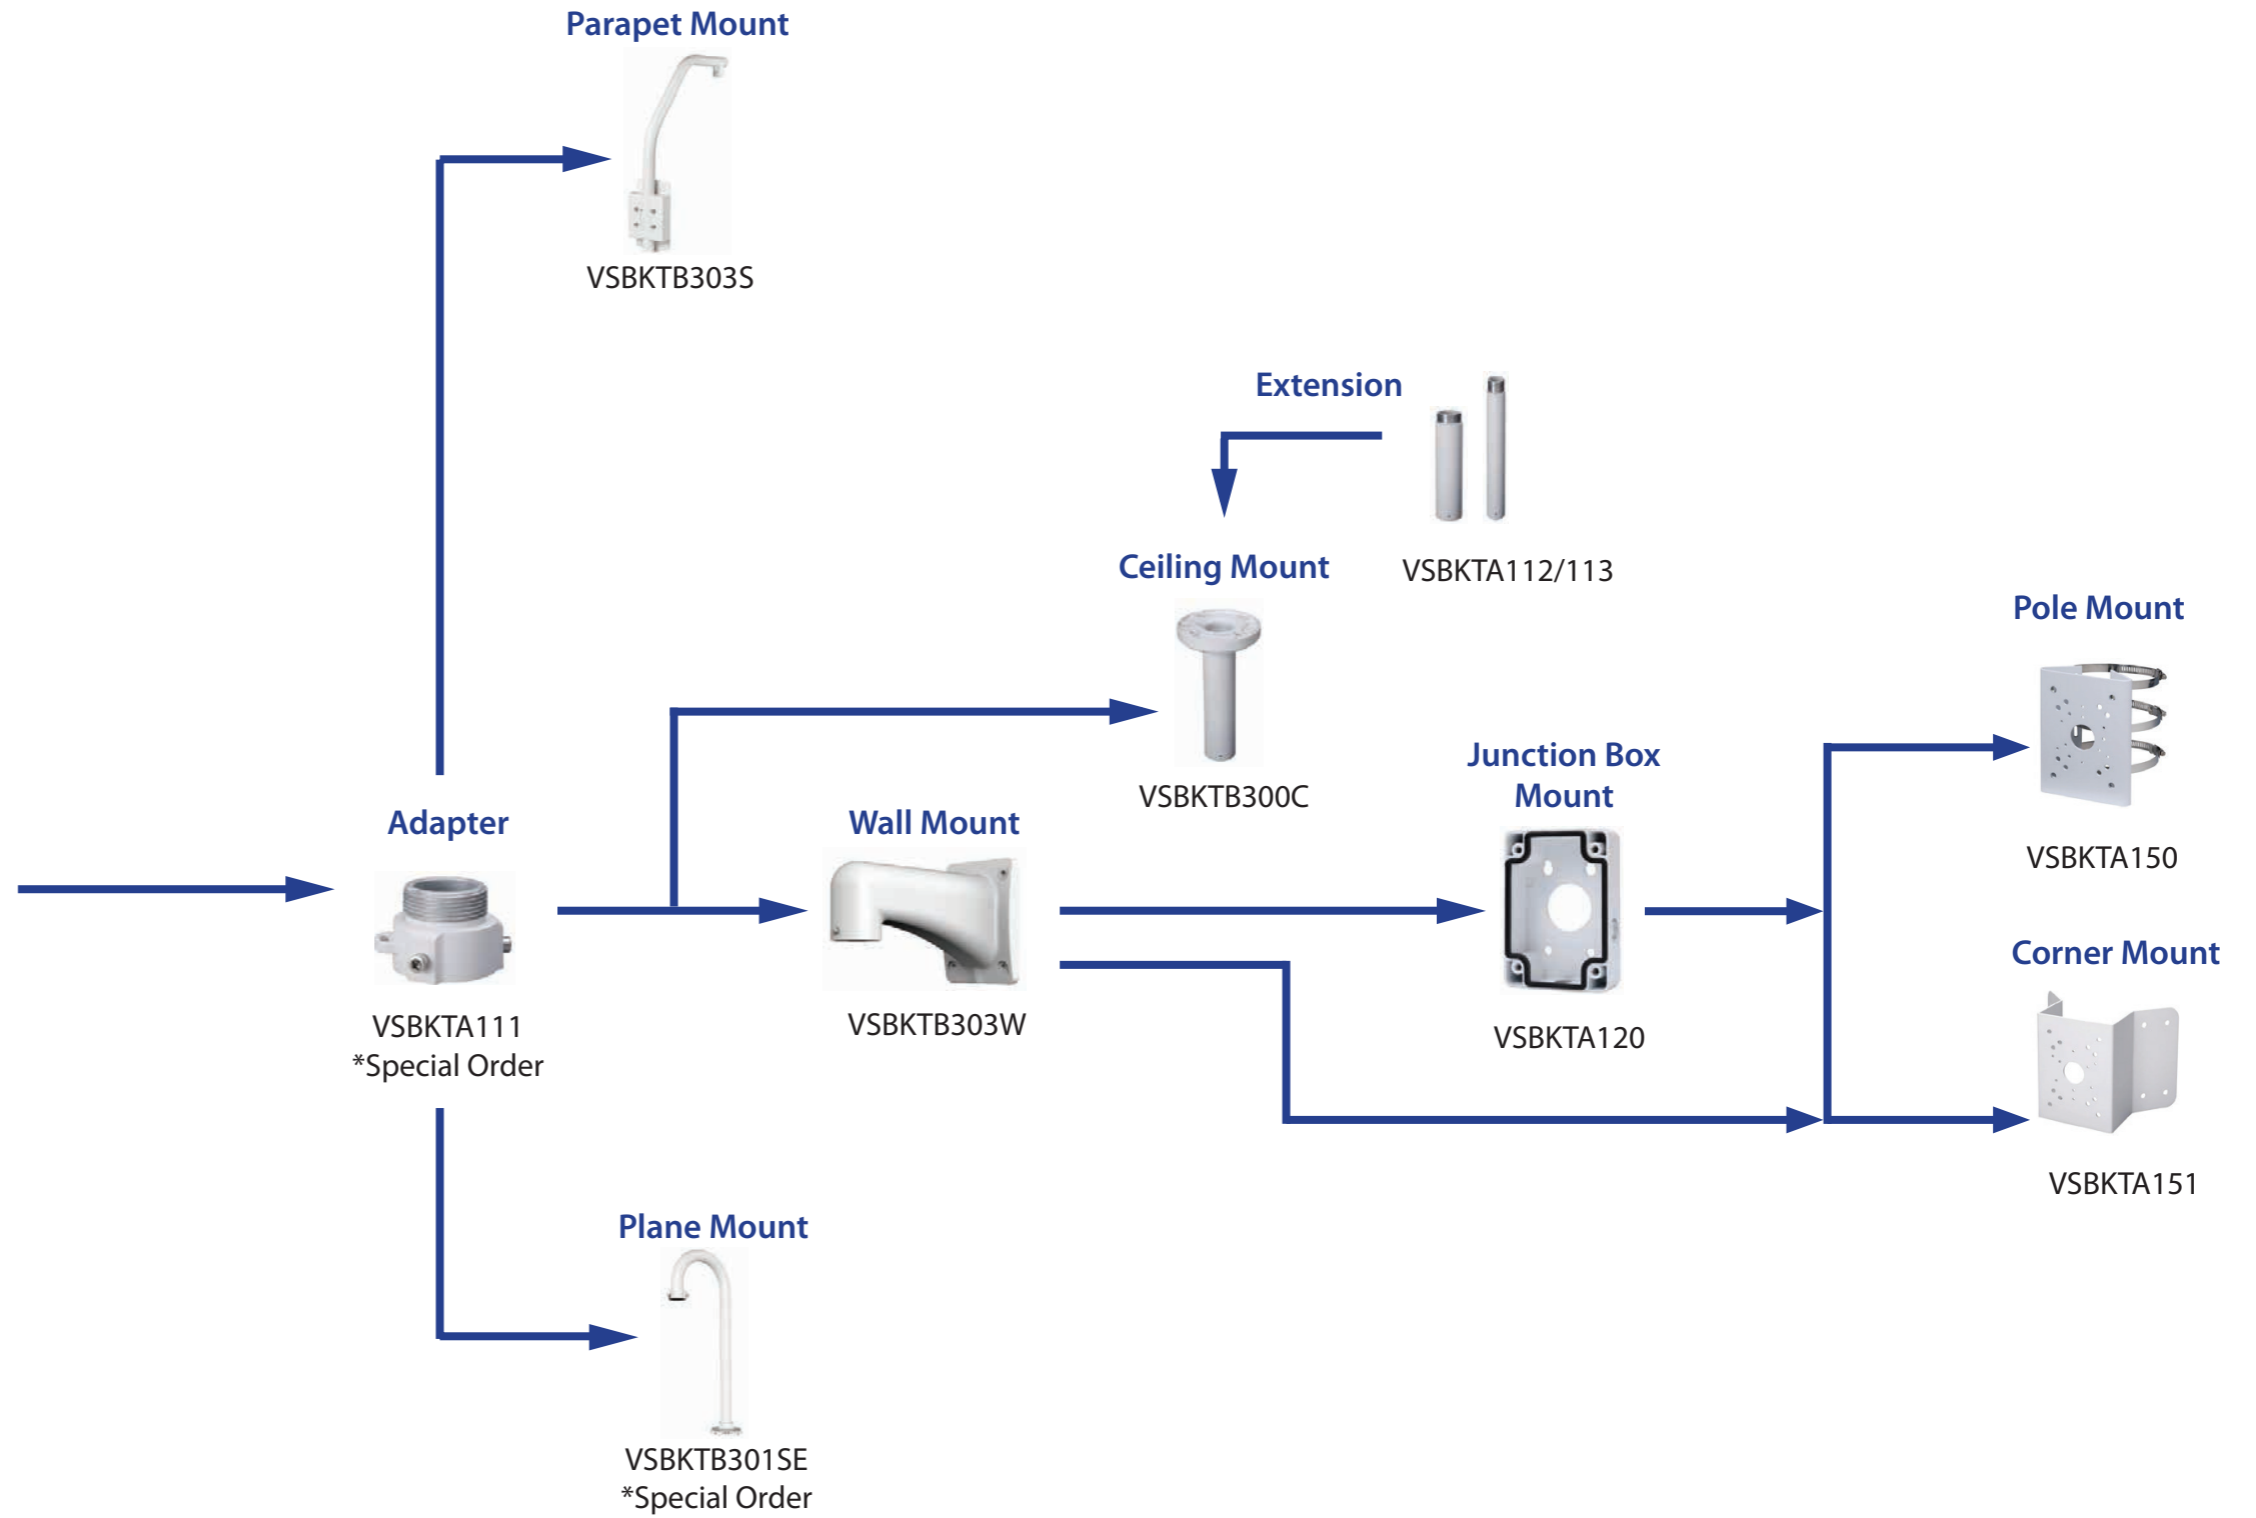 Parapet Mount
VSBKTB303S
Extension
VSBKTA112/113
Ceiling Mount
VSBKTB300C
Pole Mount
VSBKTA150
Junction Box
Mount
VSBKTA120
Adapter
VSBKTA111
*Special Order
Wall Mount
VSBKTB303W
Corner Mount
VSBKTA151
Plane Mount
VSBKTB301SE
*Special Order